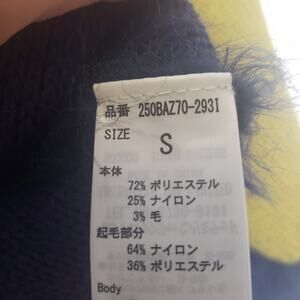 品番 250BAZ70-293I
SIZE
S
本体
72% ポリエステル
25% ナイロン
3% 毛
起毛部分
64% ナイロン
36% ポリエステル
Body